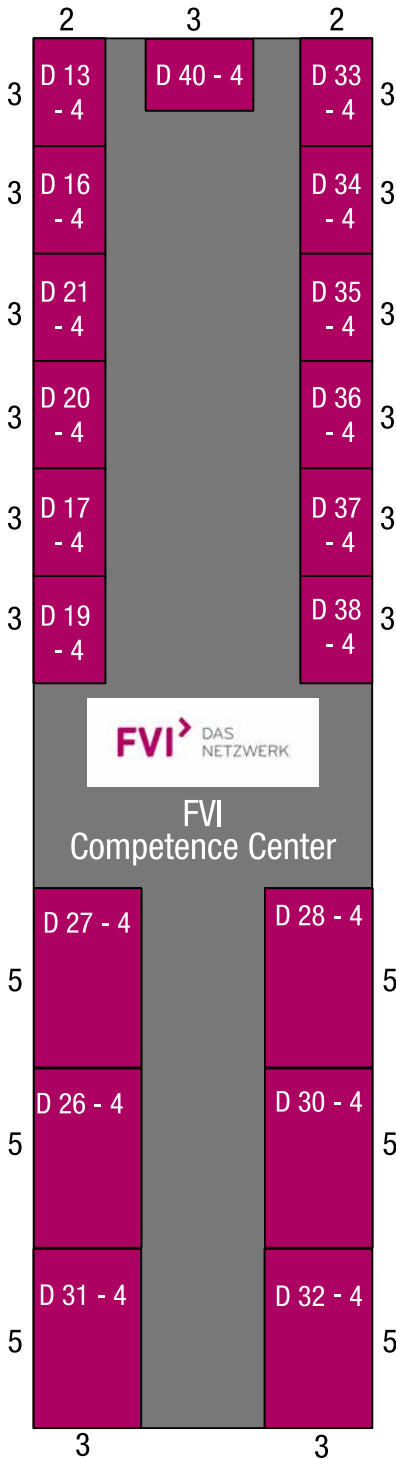 2 3 2
3 D 13 D 40 - 4 D 33 3
- 4 - 4
3 D 16 D 34 3
- 4 - 4
3 D 21 D 35 3
- 4 - 4
3 D 20 D 36 3
- 4 - 4
3 D 17 D 37 3
- 4 - 4
3 D 19 D 38 3
- 4 - 4
FVI DAS
NETZWERK
FVI
Competence Center
D 27 - 4 D 28 - 4
5 5
D 26 - 4 D 30 - 4
5 5
D 31 - 4 D 32 - 4
5 5
3 3